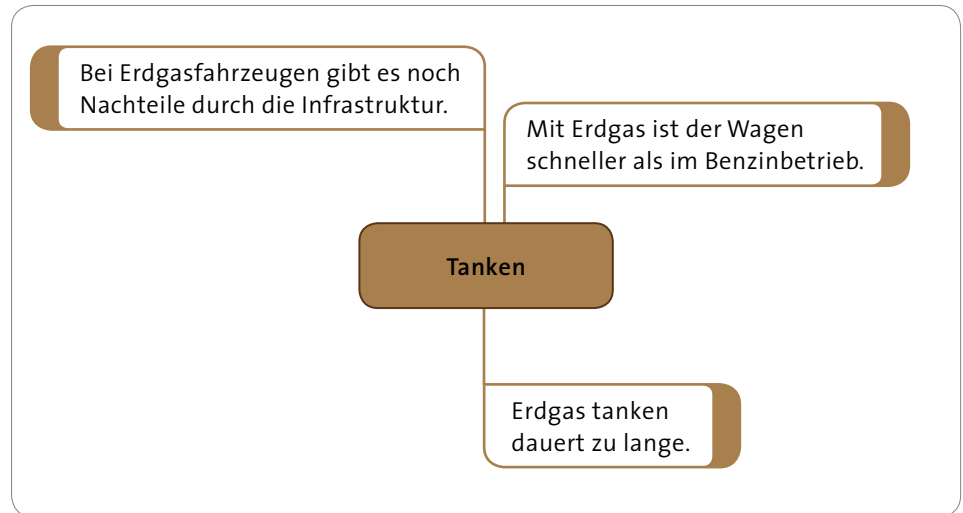 Bei Erdgasfahrzeugen gibt es noch
Nachteile durch die Infrastruktur.
Mit Erdgas ist der Wagen
schneller als im Benzinbetrieb.
Tanken
Erdgas tanken
dauert zu lange.